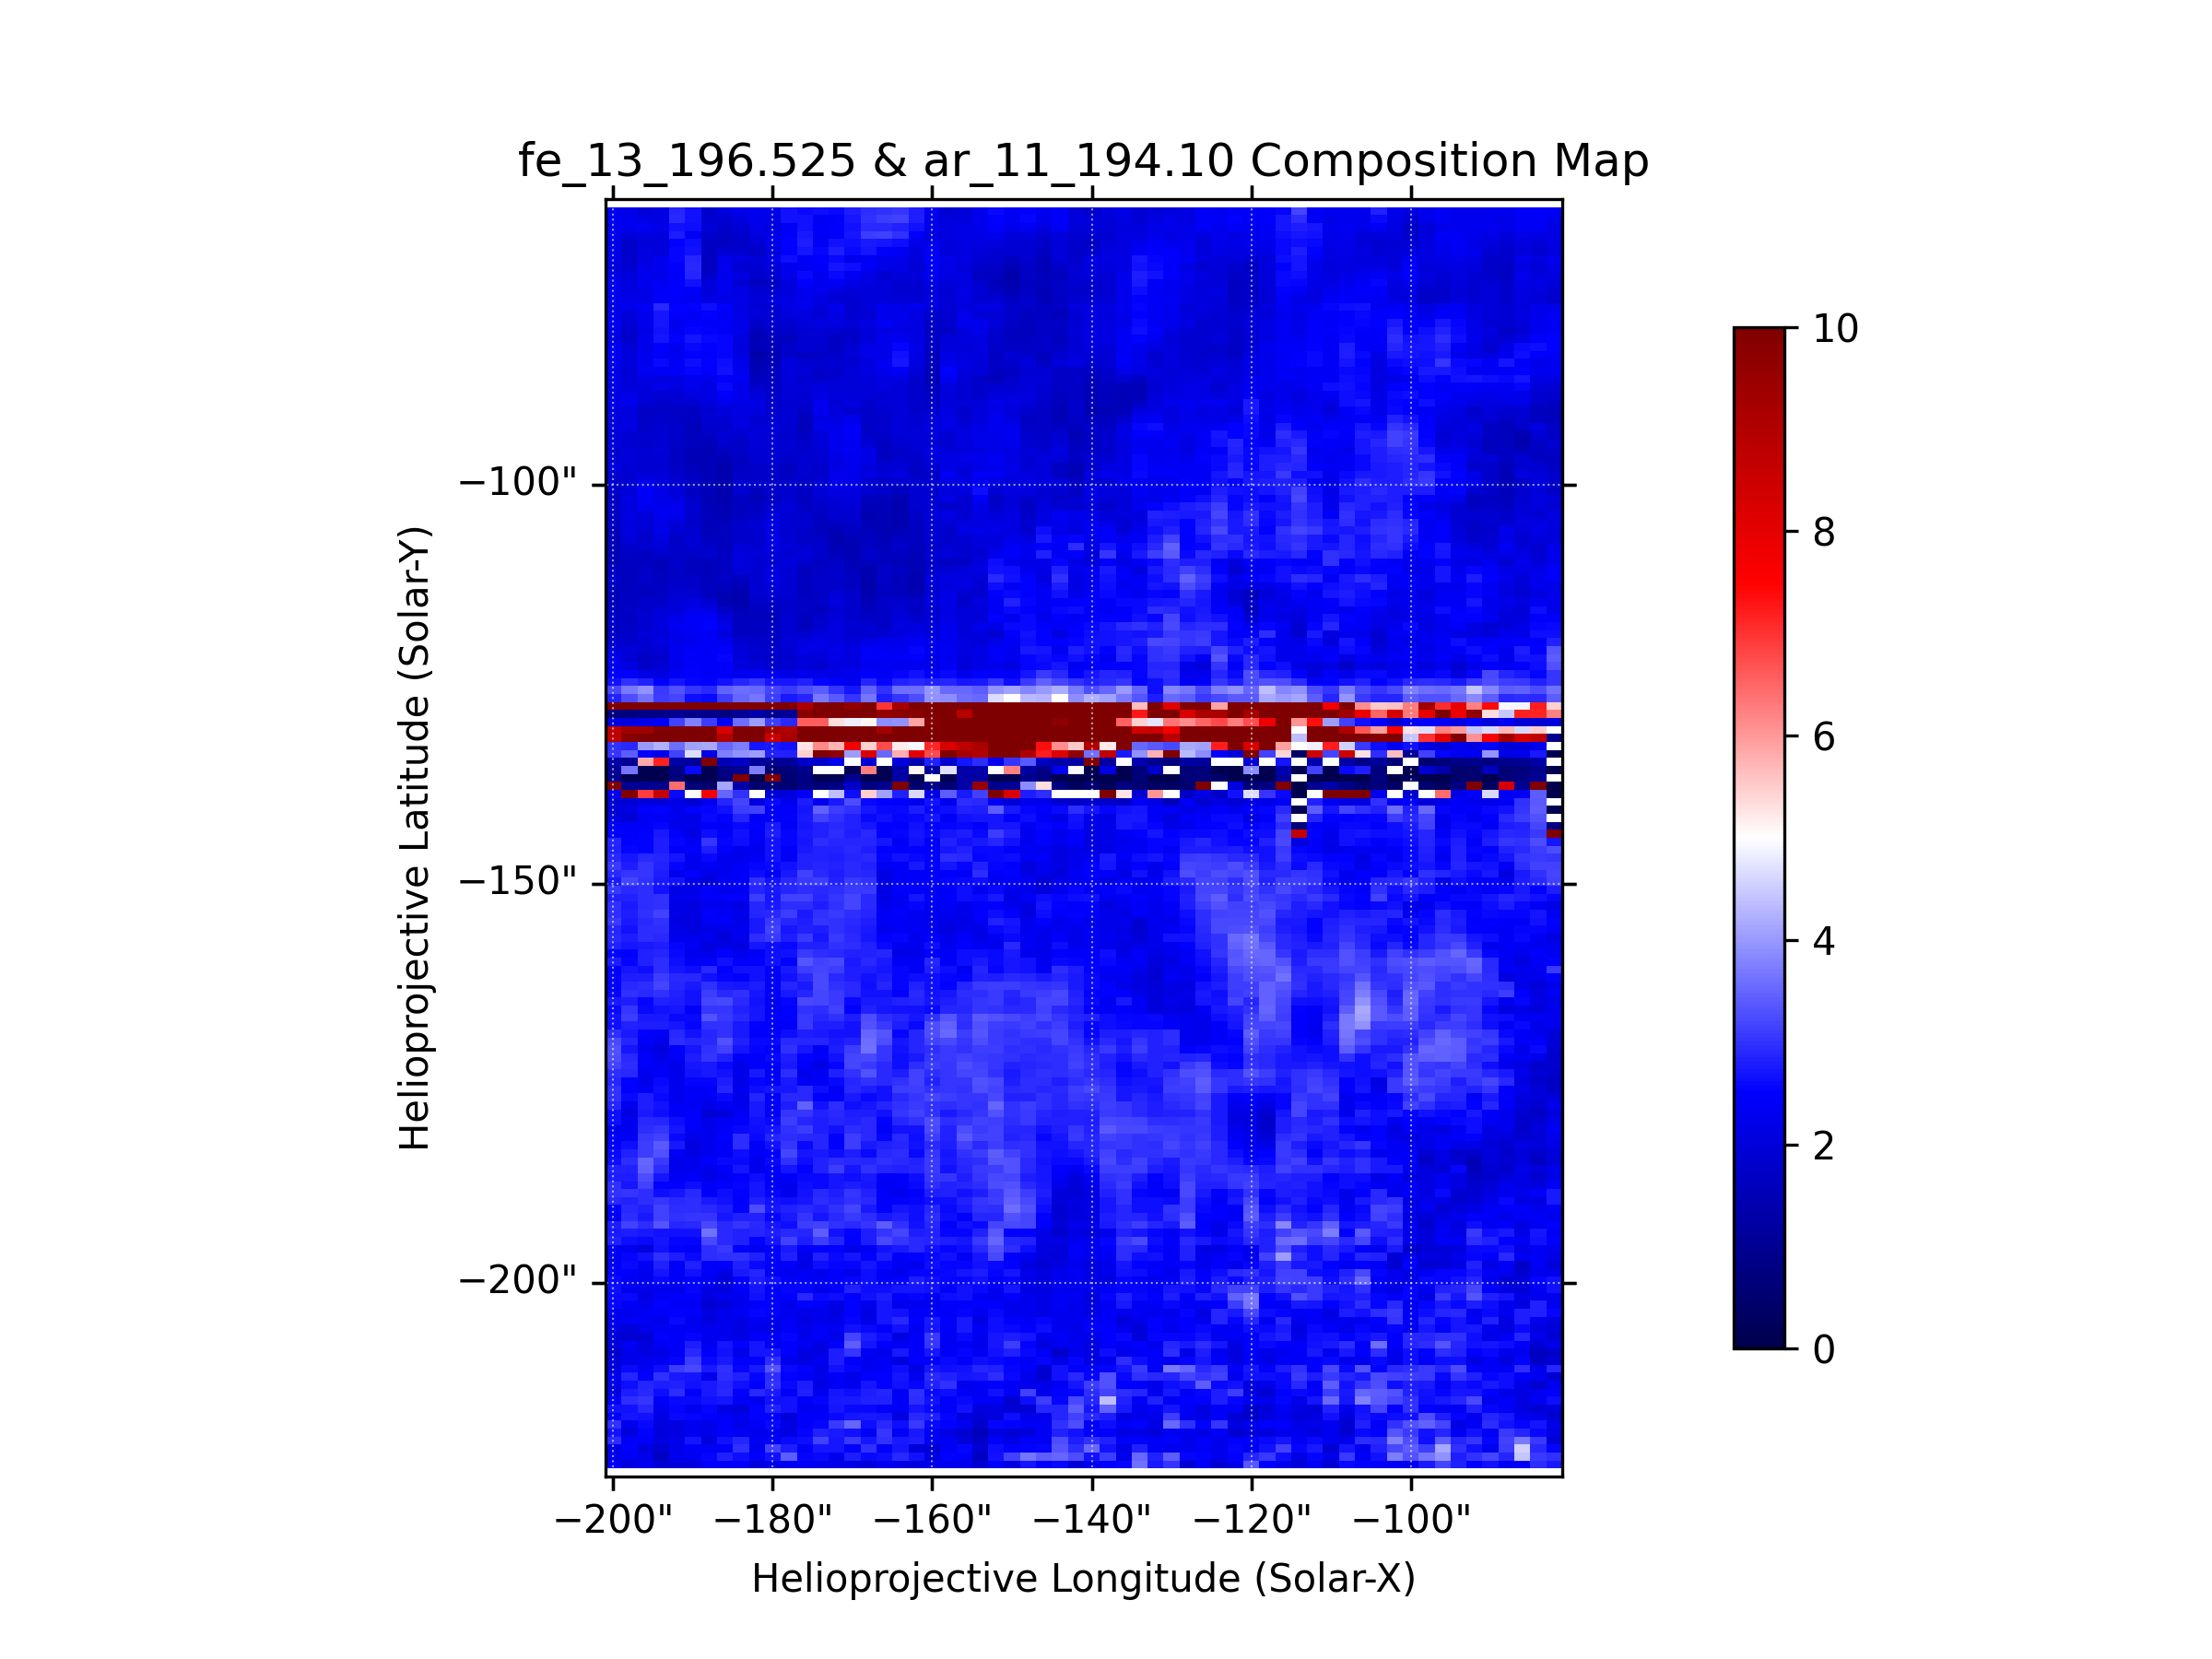 fe_13_196.525 & ar_11_194.10 Composition Map
Helioprojective Latitude (Solar-Y)
−100"
−150"
−200"
−200" −180" −160" −140" −120" −100"
Helioprojective Longitude (Solar-X)
10
8
6
4
2
0